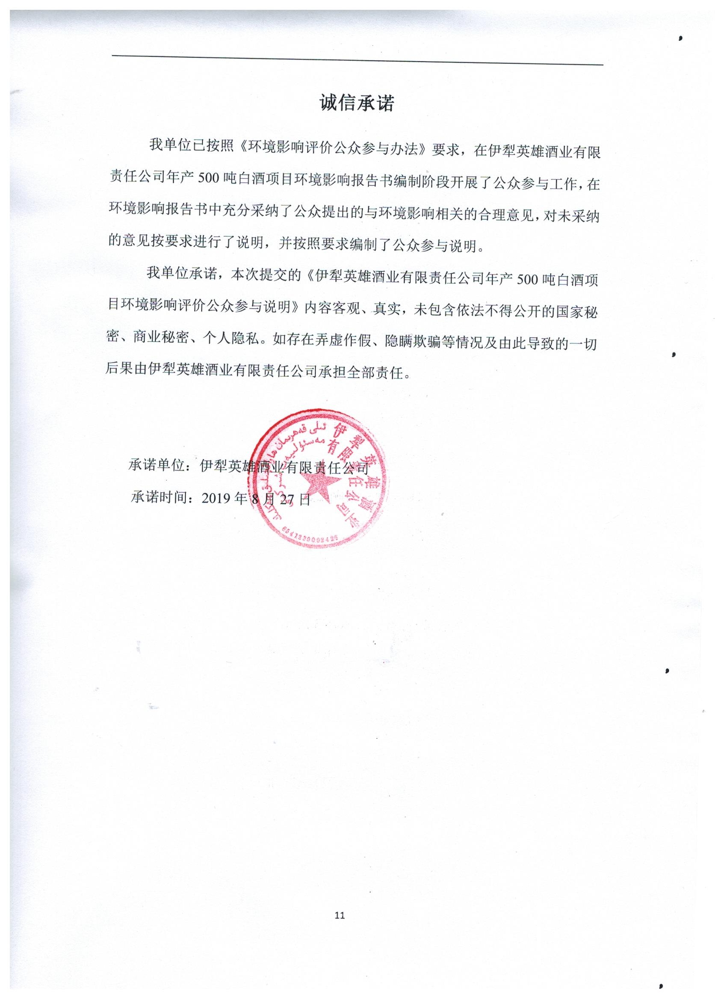 诚信承诺
我单位已按照《环境影响评价公众参与办法》要求，在伊犁英雄酒业有限
责任公司年产 500 吨白酒项目环境影响报告书编制阶段开展了公众参与工作，在
环境影响报告书中充分采纳了公众提出的与环境影响相关的合理意见，对未采纳
的意见按要求进行了说明，并按照要求编制了公众参与说明。
我单位承诺，本次提交的《伊犁英雄酒业有限责任公司年产 500 吨白酒项
目环境影响评价公众参与说明》内容客观、真实，未包含依法不得公开的国家秘
密、商业秘密、个人隐私。如存在弄虚作假、隐瞒欺骗等情况及由此导致的一切
后果由伊犁英雄酒业有限责任公司承担全部责任。
承诺单位：伊犁英雄酒业有限责任公司
承诺时间：2019 年 8 月 27 日
伊犁英雄酒业
有限责任公司
ئىلى قەھرىمان
مەسئۇلىيەت
11